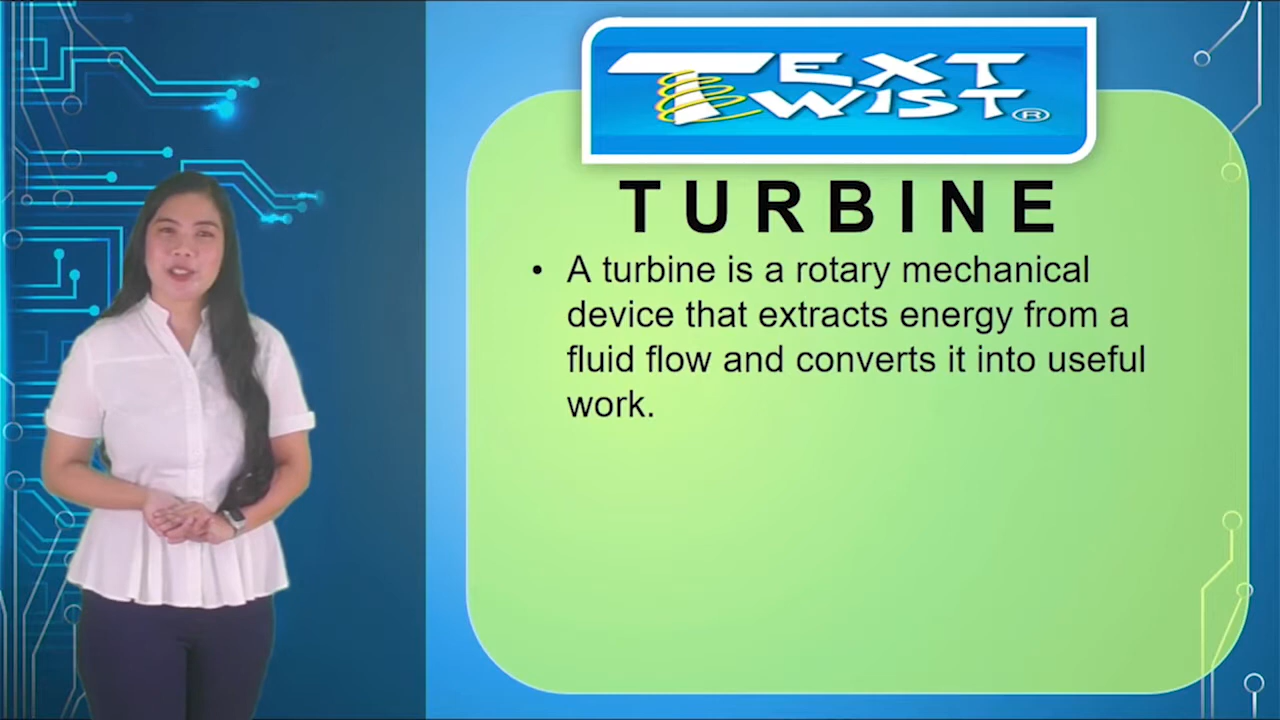 TEXT
TWIST®
TURBINE
• A turbine is a rotary mechanical
device that extracts energy from a
fluid flow and converts it into useful
work.